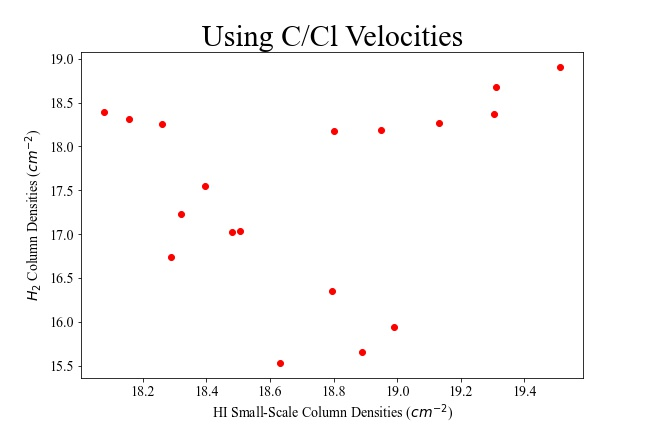 Using C/Cl Velocities
19.0
18.5
18.0
17.5
17.0
16.5
16.0
15.5
H₂ Column Densities (cm⁻²)
18.2 18.4 18.6 18.8 19.0 19.2 19.4
HI Small-Scale Column Densities (cm⁻²)